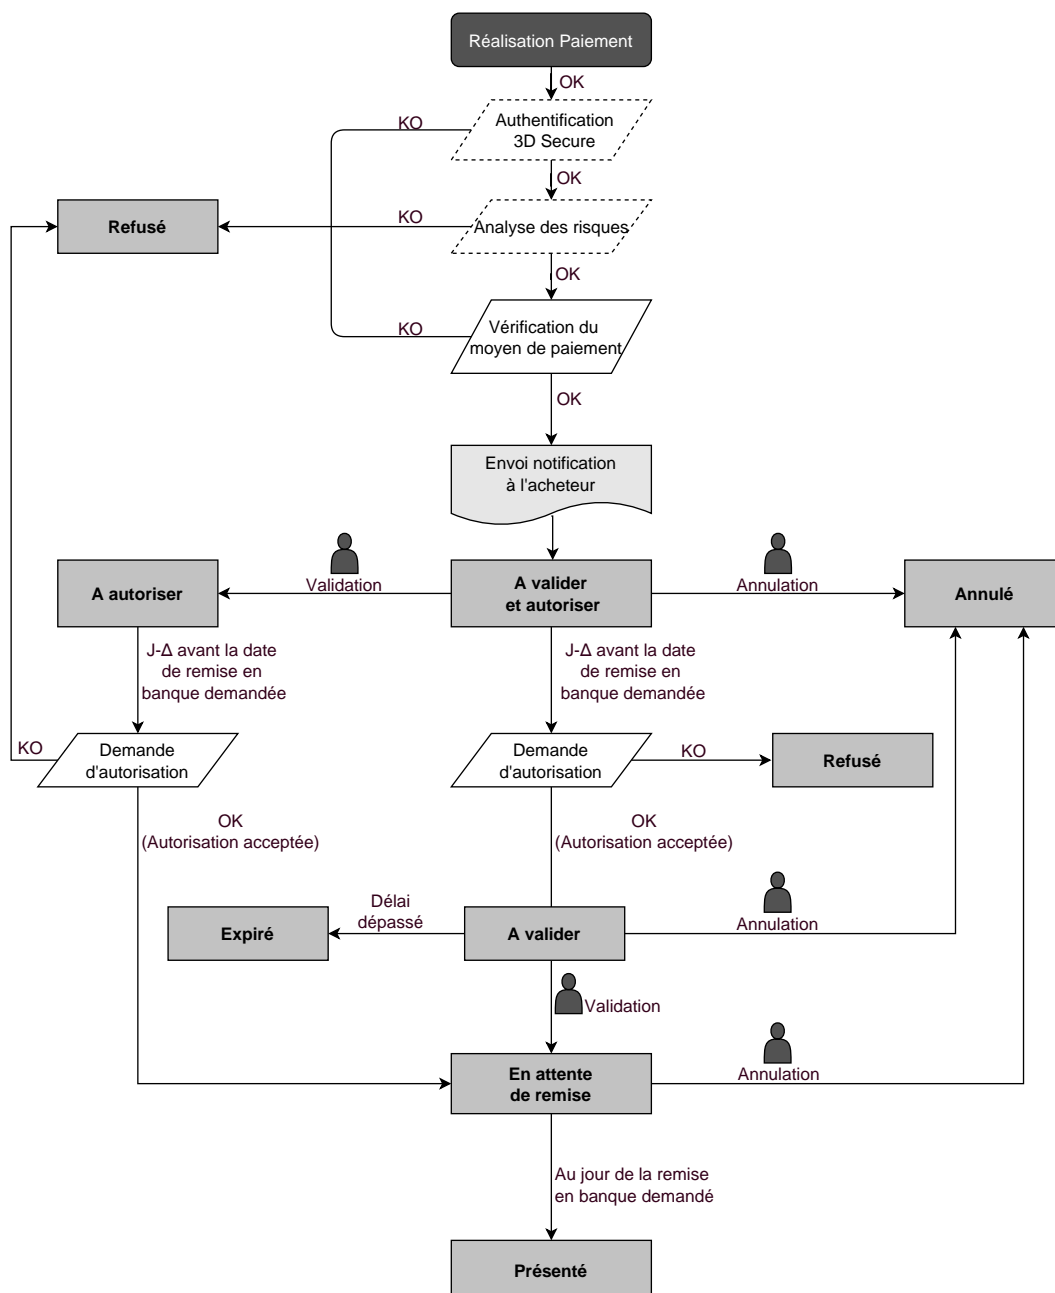 Réalisation Paiement
OK
Authentification
3D Secure
KO
OK
Refusé
KO
Analyse des risques
OK
Vérification du
moyen de paiement
KO
OK
Envoi notification
à l'acheteur
A autoriser
Validation
A valider
et autoriser
Annulation
Annulé
J-Δ avant la date
de remise en
banque demandée
J-Δ avant la date
de remise en
banque demandée
KO
Demande
d'autorisation
Demande
d'autorisation
KO
Refusé
OK
(Autorisation acceptée)
OK
(Autorisation acceptée)
Expiré
Délai
dépassé
A valider
Annulation
Validation
En attente
de remise
Annulation
Au jour de la remise
en banque demandé
Présenté